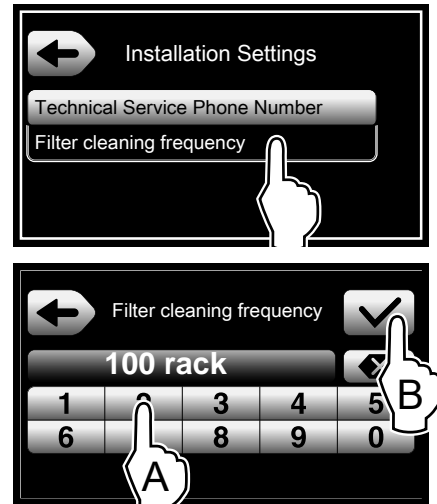 Installation Settings
Technical Service Phone Number
Filter cleaning frequency
Filter cleaning frequency
100 rack
1 3 4 5
B
6 8 9 0
A